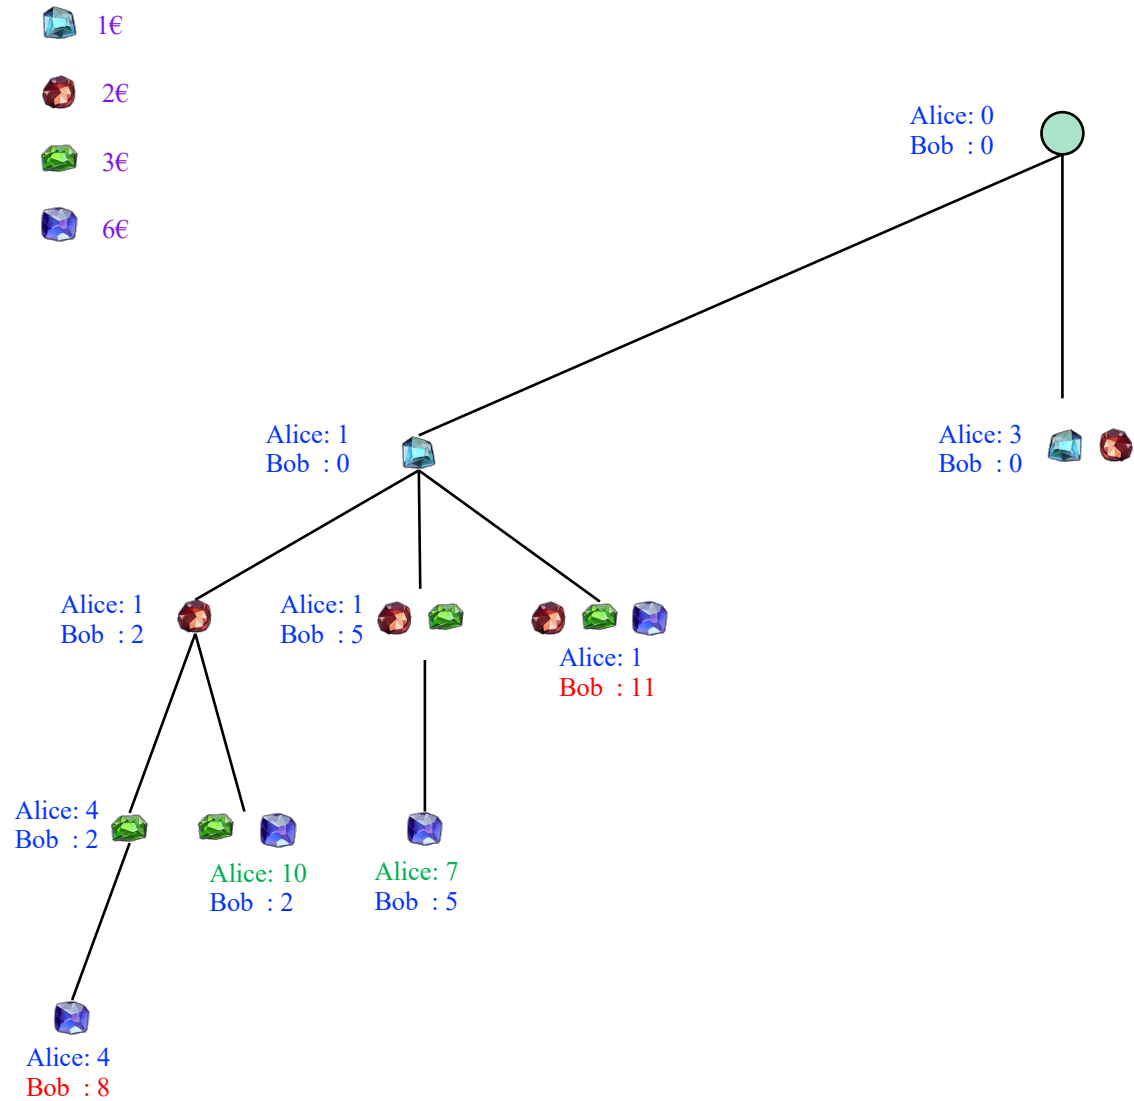 1€
2€
3€
6€
Alice: 0
Bob : 0
Alice: 1
Bob : 0
Alice: 3
Bob : 0
Alice: 1
Bob : 2
Alice: 1
Bob : 5
Alice: 1
Bob : 11
Alice: 4
Bob : 2
Alice: 10
Bob : 2
Alice: 7
Bob : 5
Alice: 4
Bob : 8